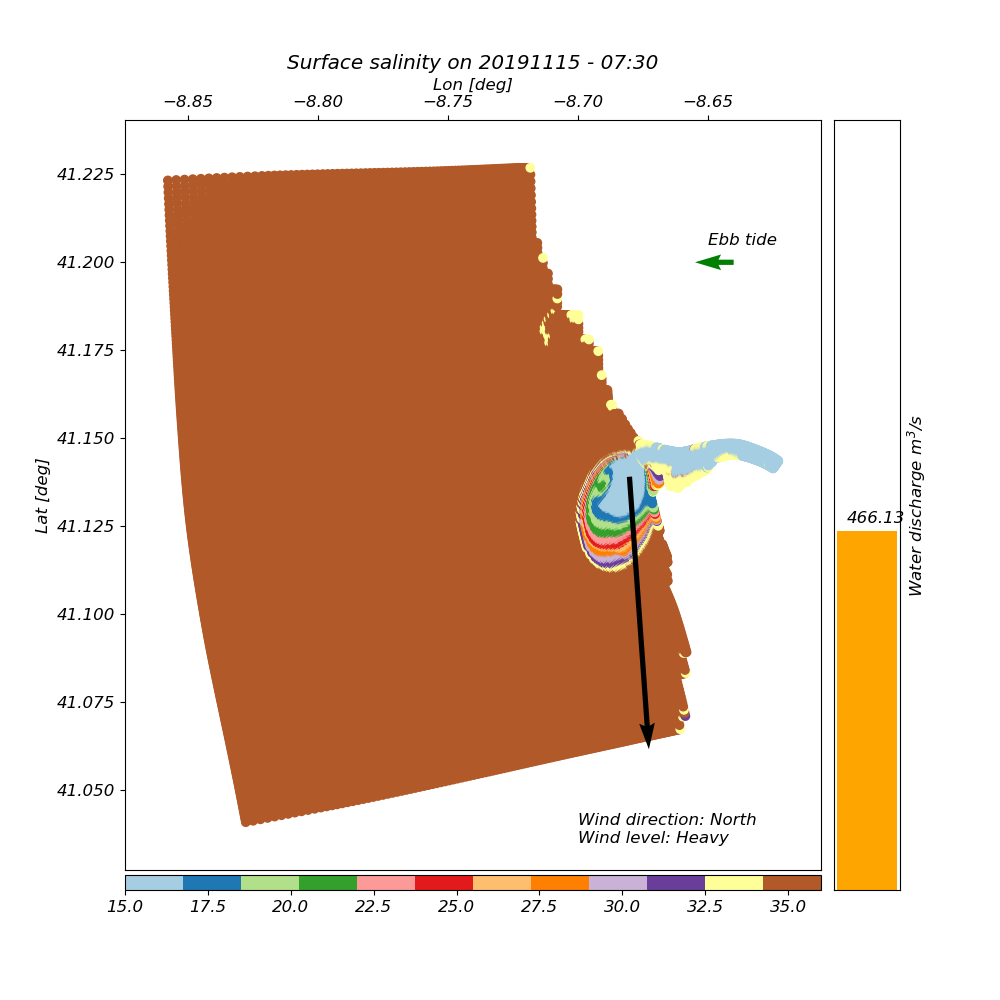 Surface salinity on 20191115 - 07:30
Lon [deg]
−8.85 −8.80 −8.75 −8.70 −8.65
41.225
41.200
41.175
41.150
41.125
41.100
41.075
41.050
Lat [deg]
Ebb tide
466.13
Water discharge m³/s
Wind direction: North
Wind level: Heavy
15.0 17.5 20.0 22.5 25.0 27.5 30.0 32.5 35.0